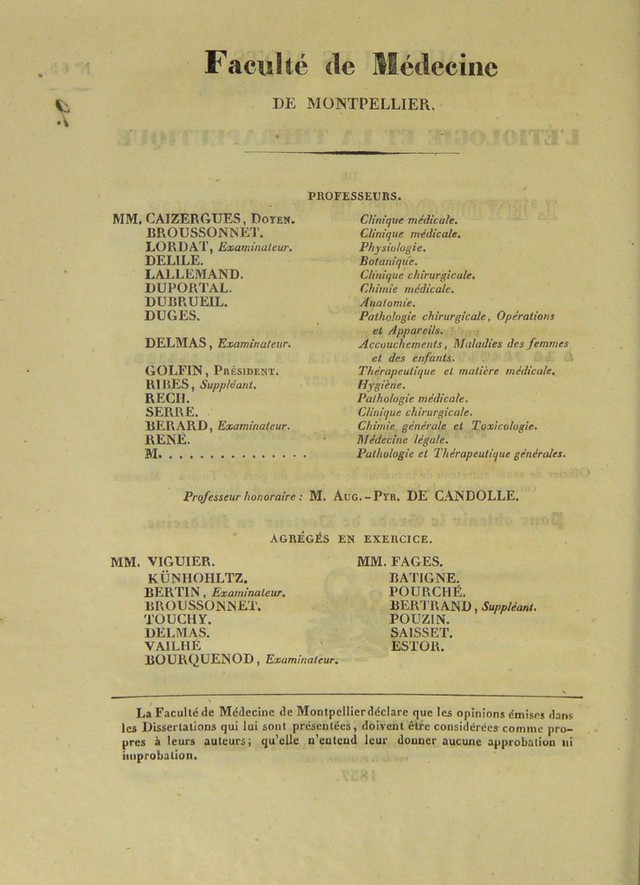 Faculté de Médecine
DE MONTPELLIER.
PROFESSEURS.
MM. CAIZERGUES, DOYEN. Clinique médicale.
BROUSSONNET. Clinique médicale.
LORDAT, Examinateur. Physiologie.
DELILE. Botanique.
LALLEMAND. Clinique chirurgicale.
DUPORTAL. Chimie médicale.
DUBRUEIL. Anatomie.
DUGES. Pathologie chirurgicale, Opérations
et Appareils.
DELMAS, Examinateur. Accouchements, Maladies des femmes
et des enfants.
GOLFIN, PRÉSIDENT. Thérapeutique et matière médicale.
RIBES, Suppléant. Hygiène.
RECH. Pathologie médicale.
SERRE. Clinique chirurgicale.
BERARD, Examinateur. Chimie générale et Toxicologie.
RENÉ. Médecine légale.
M. . . . . . . . . . . . . . . Pathologie et Thérapeutique générales.
Professeur honoraire : M. AUG.-PYR. DE CANDOLLE.
AGRÉGÉS EN EXERCICE.
MM. VIGUIER. MM. FAGES.
KÜNHOHLTZ. BATIGNE.
BERTIN, Examinateur. POURCHÉ.
BROUSSONNET. BERTRAND, Suppléant.
TOUCHY. POUZIN.
DELMAS. SAISSET.
VAILHÉ ESTOR.
BOURQUENOD, Examinateur.
La Faculté de Médecine de Montpellier déclare que les opinions émises dans
les Dissertations qui lui sont présentées, doivent être considérées comme pro-
pres à leurs auteurs; qu'elle n'entend leur donner aucune approbation ni
improbation.